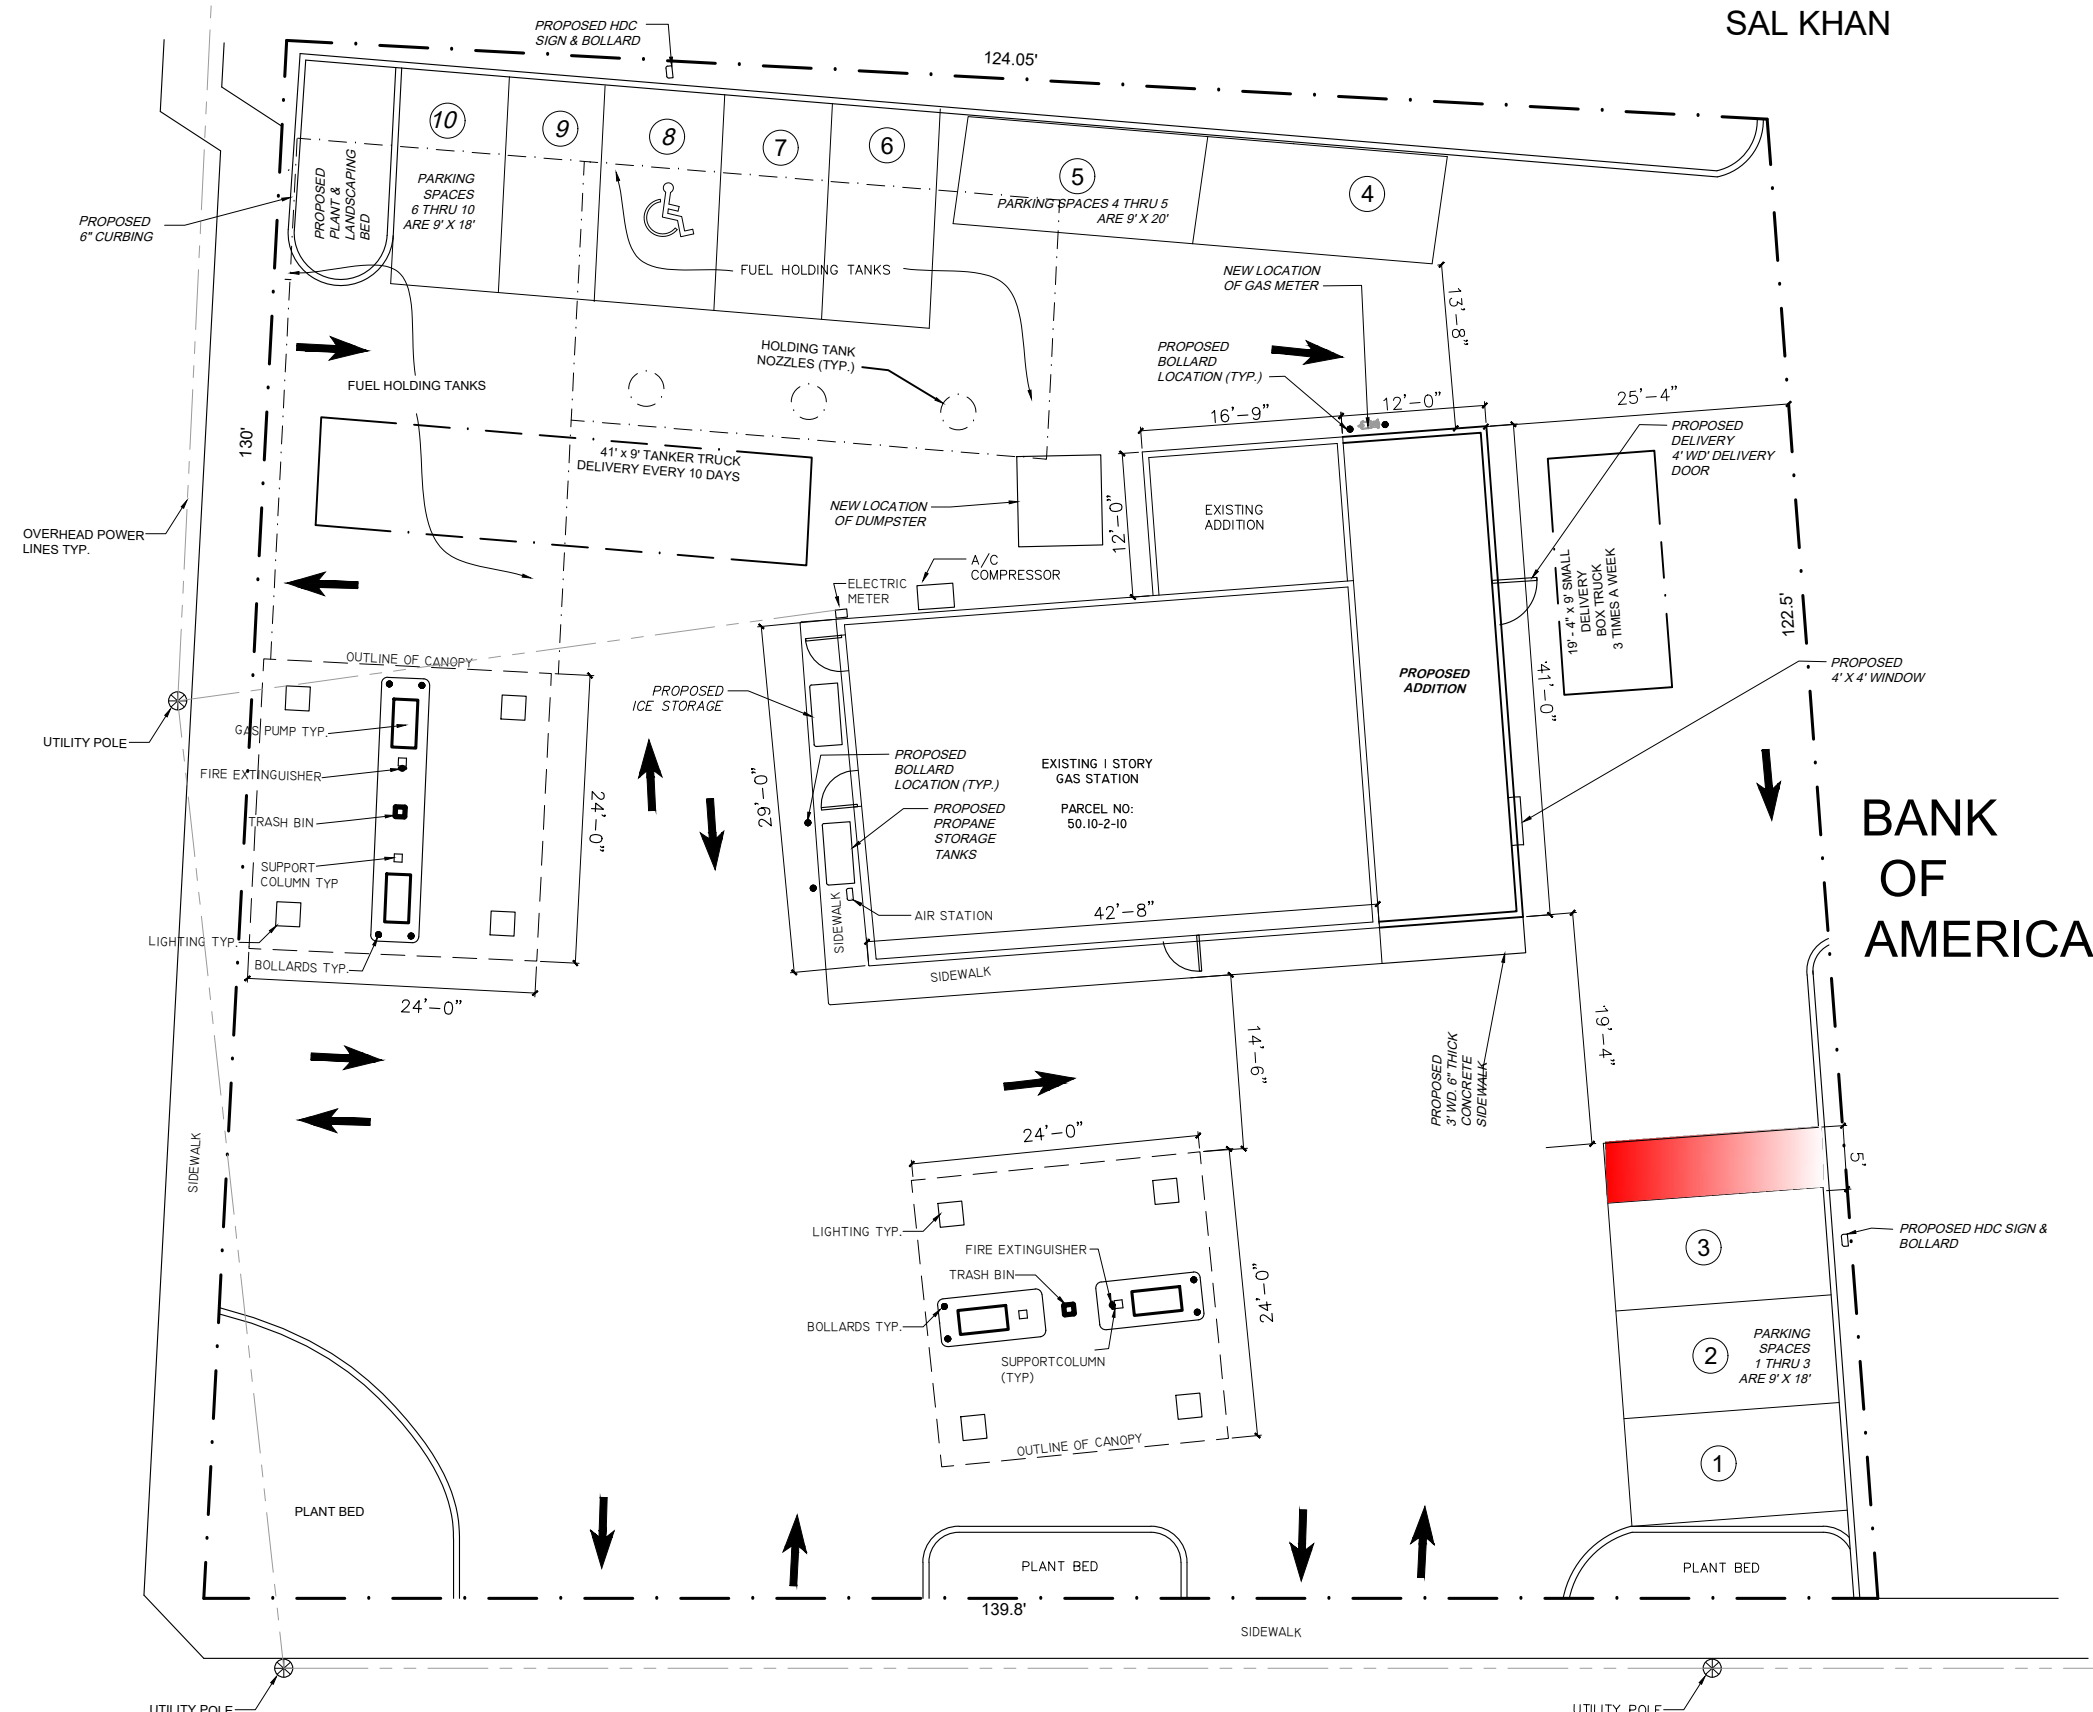 SAL KHAN
PROPOSED HDC
SIGN & BOLLARD
124.05'
10
9
8
7
6
5
4
PROPOSED
PLANT &
LANDSCAPING
BED
PARKING
SPACES
6 THRU 10
ARE 9' X 18'
PARKING SPACES 4 THRU 5
ARE 9' X 20'
PROPOSED
6" CURBING
FUEL HOLDING TANKS
NEW LOCATION
OF GAS METER
13'-8"
HOLDING TANK
NOZZLES (TYP.)
PROPOSED
BOLLARD
LOCATION (TYP.)
FUEL HOLDING TANKS
130'
16'-9"
12'-0"
25'-4"
PROPOSED
DELIVERY
4' WD' DELIVERY
DOOR
41' x 9' TANKER TRUCK
DELIVERY EVERY 10 DAYS
NEW LOCATION
OF DUMPSTER
12'-0"
EXISTING
ADDITION
OVERHEAD POWER
LINES TYP.
A/C
COMPRESSOR
ELECTRIC
METER
19'- 4" x 9' SMALL
DELIVERY
BOX TRUCK
3 TIMES A WEEK
122.5'
OUTLINE OF CANOPY
PROPOSED
ICE STORAGE
PROPOSED
ADDITION
41'-0"
PROPOSED
4' X 4' WINDOW
UTILITY POLE
GAS PUMP TYP.
FIRE EXTINGUISHER
TRASH BIN
SUPPORT
COLUMN TYP
LIGHTING TYP.
BOLLARDS TYP.
24'-0"
24'-0"
29'-0"
PROPOSED
BOLLARD
LOCATION (TYP.)
PROPOSED
PROPANE
STORAGE
TANKS
EXISTING I STORY
GAS STATION
PARCEL NO:
50.10-2-10
BANK
OF
AMERICA
AIR STATION
42'-8"
SIDEWALK
SIDEWALK
14'-6"
19'-4"
PROPOSED
3' WD. 6" THICK
CONCRETE
SIDEWALK
SIDEWALK
24'-0"
5'
LIGHTING TYP.
FIRE EXTINGUISHER
TRASH BIN
BOLLARDS TYP.
SUPPORT COLUMN
(TYP)
24'-0"
3
PROPOSED HDC SIGN &
BOLLARD
2
PARKING
SPACES
1 THRU 3
ARE 9' X 18'
OUTLINE OF CANOPY
1
PLANT BED
PLANT BED
PLANT BED
139.8'
SIDEWALK
UTILITY POLE
UTILITY POLE